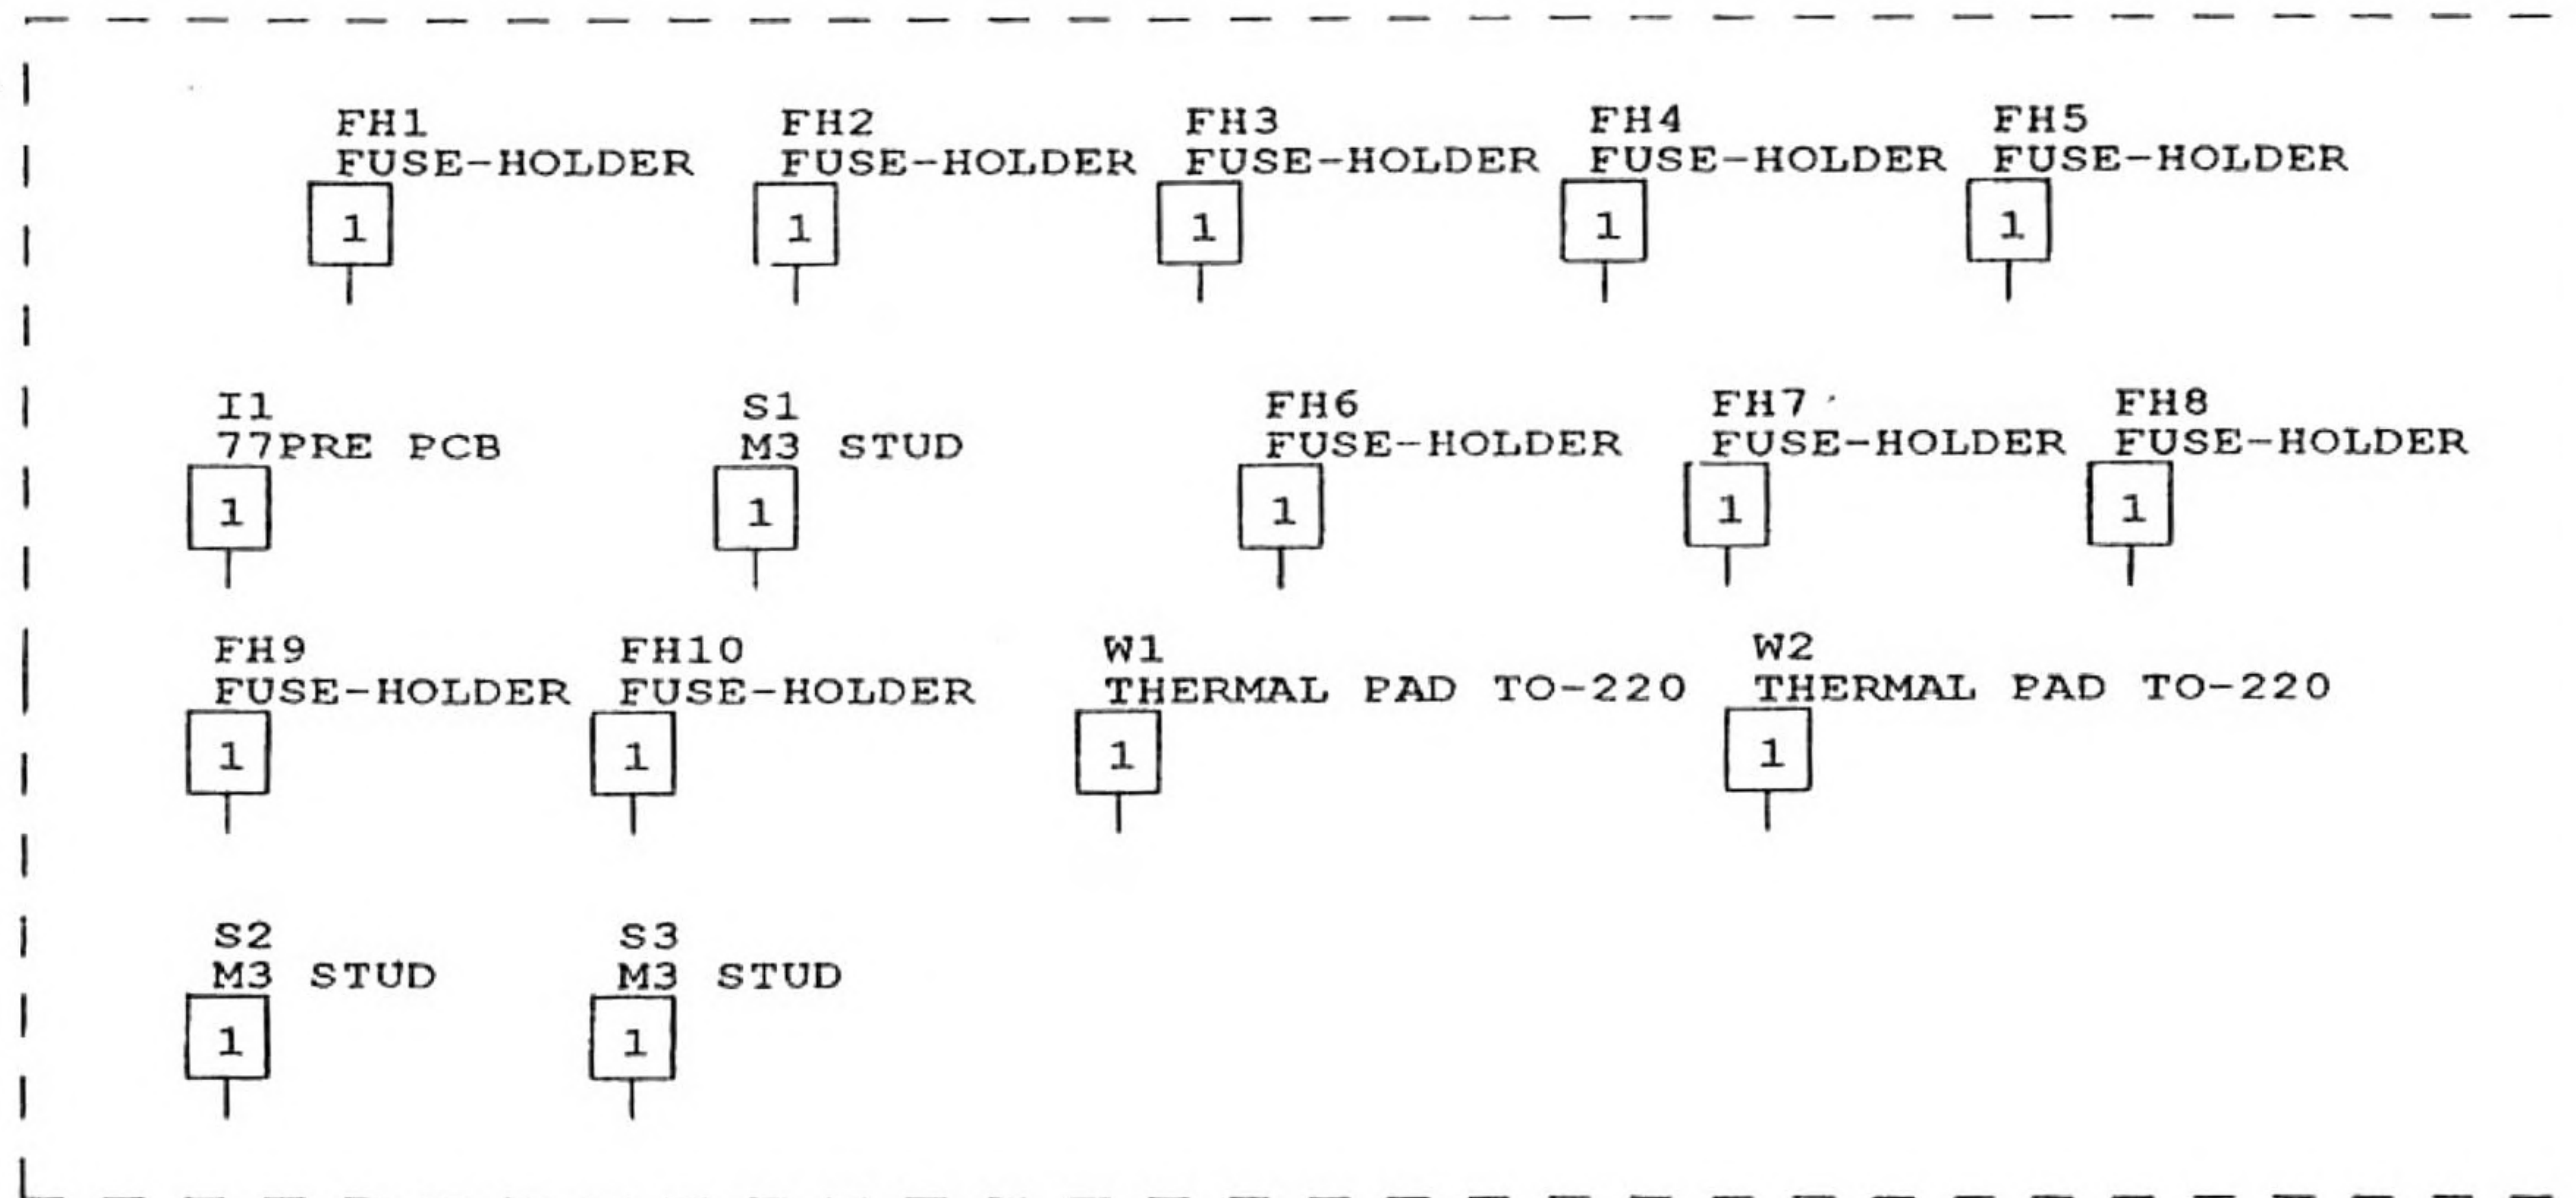 FH1 FH2 FH3 FH4 FH5
FUSE-HOLDER FUSE-HOLDER FUSE-HOLDER FUSE-HOLDER FUSE-HOLDER
1 1 1 1 1
I1 S1 FH6 FH7 FH8
77PRE PCB M3 STUD FUSE-HOLDER FUSE-HOLDER FUSE-HOLDER
1 1 1 1 1
FH9 FH10 W1 W2
FUSE-HOLDER FUSE-HOLDER THERMAL PAD TO-220 THERMAL PAD TO-220
1 1 1 1
S2 S3
M3 STUD M3 STUD
1 1